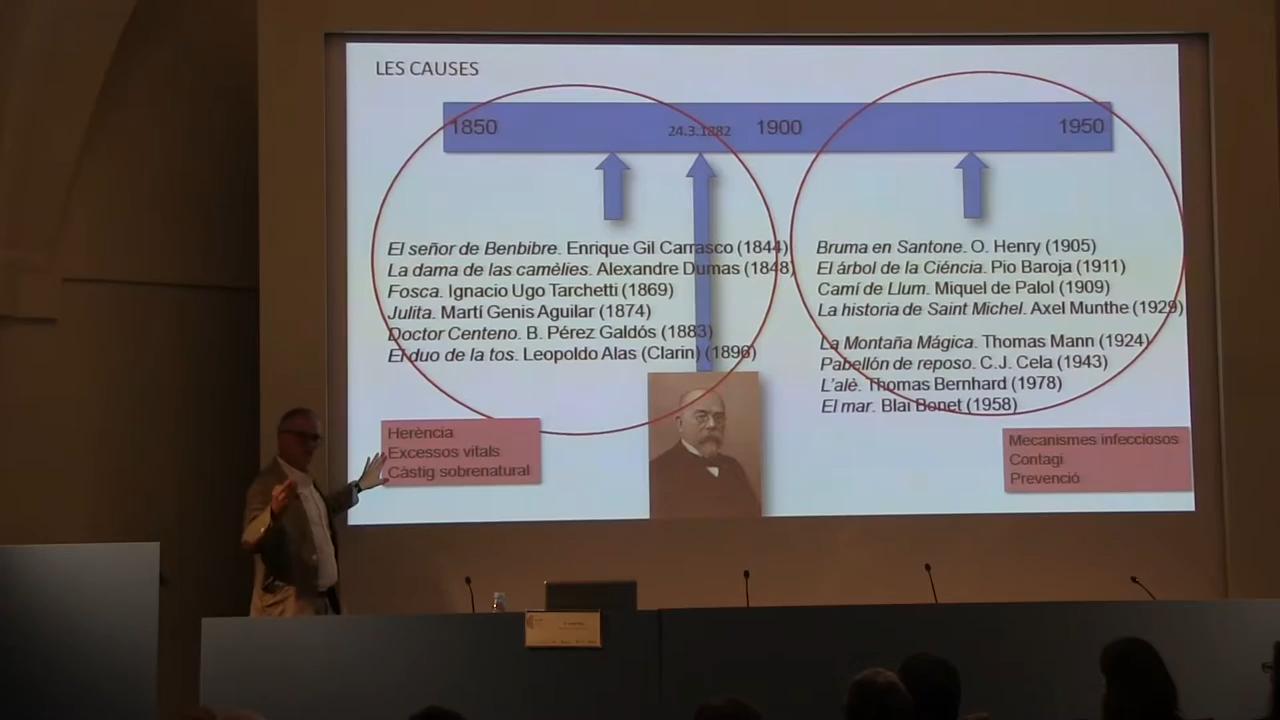 LES CAUSES
1850
24.3.1882
1900
1950
El señor de Benbibre. Enrique Gil Carrasco (1844)
La dama de las camèlies. Alexandre Dumas (1848)
Fosca. Ignacio Ugo Tarchetti (1869)
Julita. Martí Genis Aguilar (1874)
Doctor Centeno. B. Pérez Galdós (1883)
El duo de la tos. Leopoldo Alas (Clarin) (1896)
Herència
Excessos vitals
Càstig sobrenatural
Bruma en Santone. O. Henry (1905)
El árbol de la Ciéncia. Pio Baroja (1911)
Camí de Llum. Miquel de Palol (1909)
La historia de Saint Michel. Axel Munthe (1929)
La Montaña Mágica. Thomas Mann (1924)
Pabellón de reposo. C.J. Cela (1943)
L'alè. Thomas Bernhard (1978)
El mar. Blai Bonet (1958)
Mecanismes infecciosos
Contagi
Prevenció